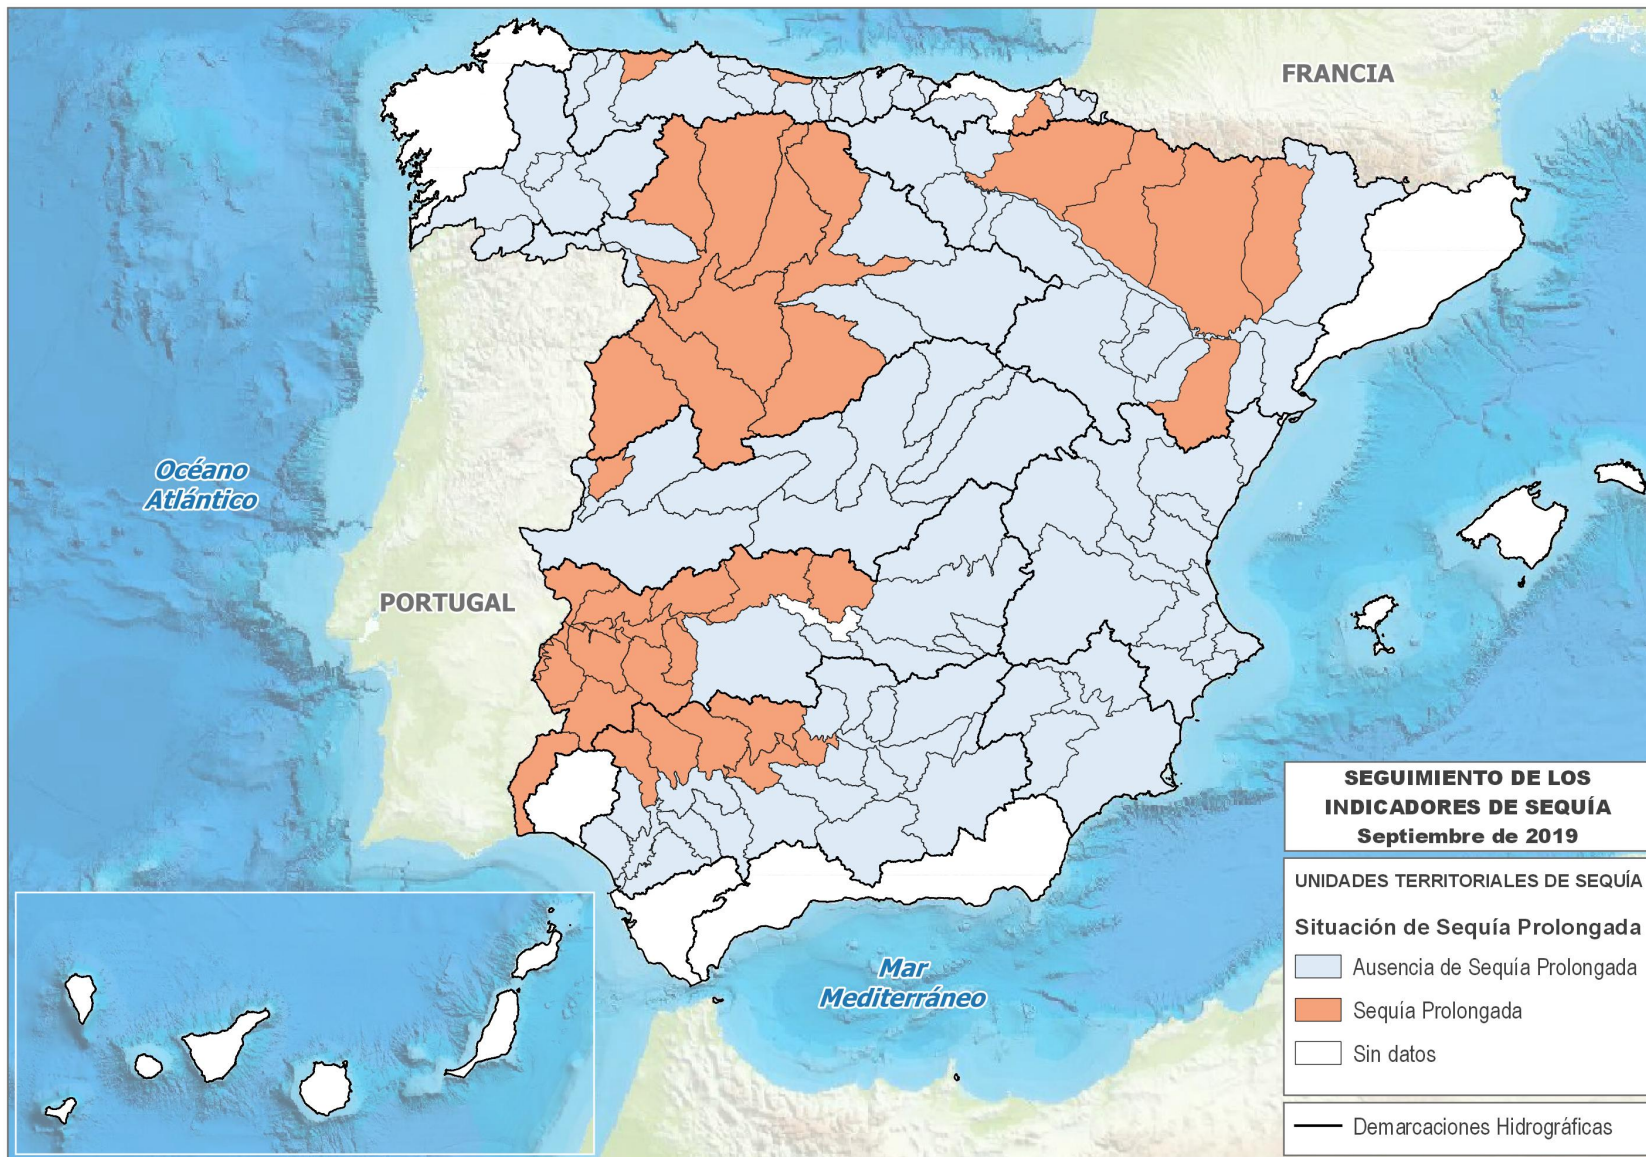 FRANCIA
Océano
Atlántico
PORTUGAL
Mar
Mediterráneo
SEGUIMIENTO DE LOS
INDICADORES DE SEQUÍA
Septiembre de 2019
UNIDADES TERRITORIALES DE SEQUÍA
Situación de Sequía Prolongada
Ausencia de Sequía Prolongada
Sequía Prolongada
Sin datos
Demarcaciones Hidrográficas